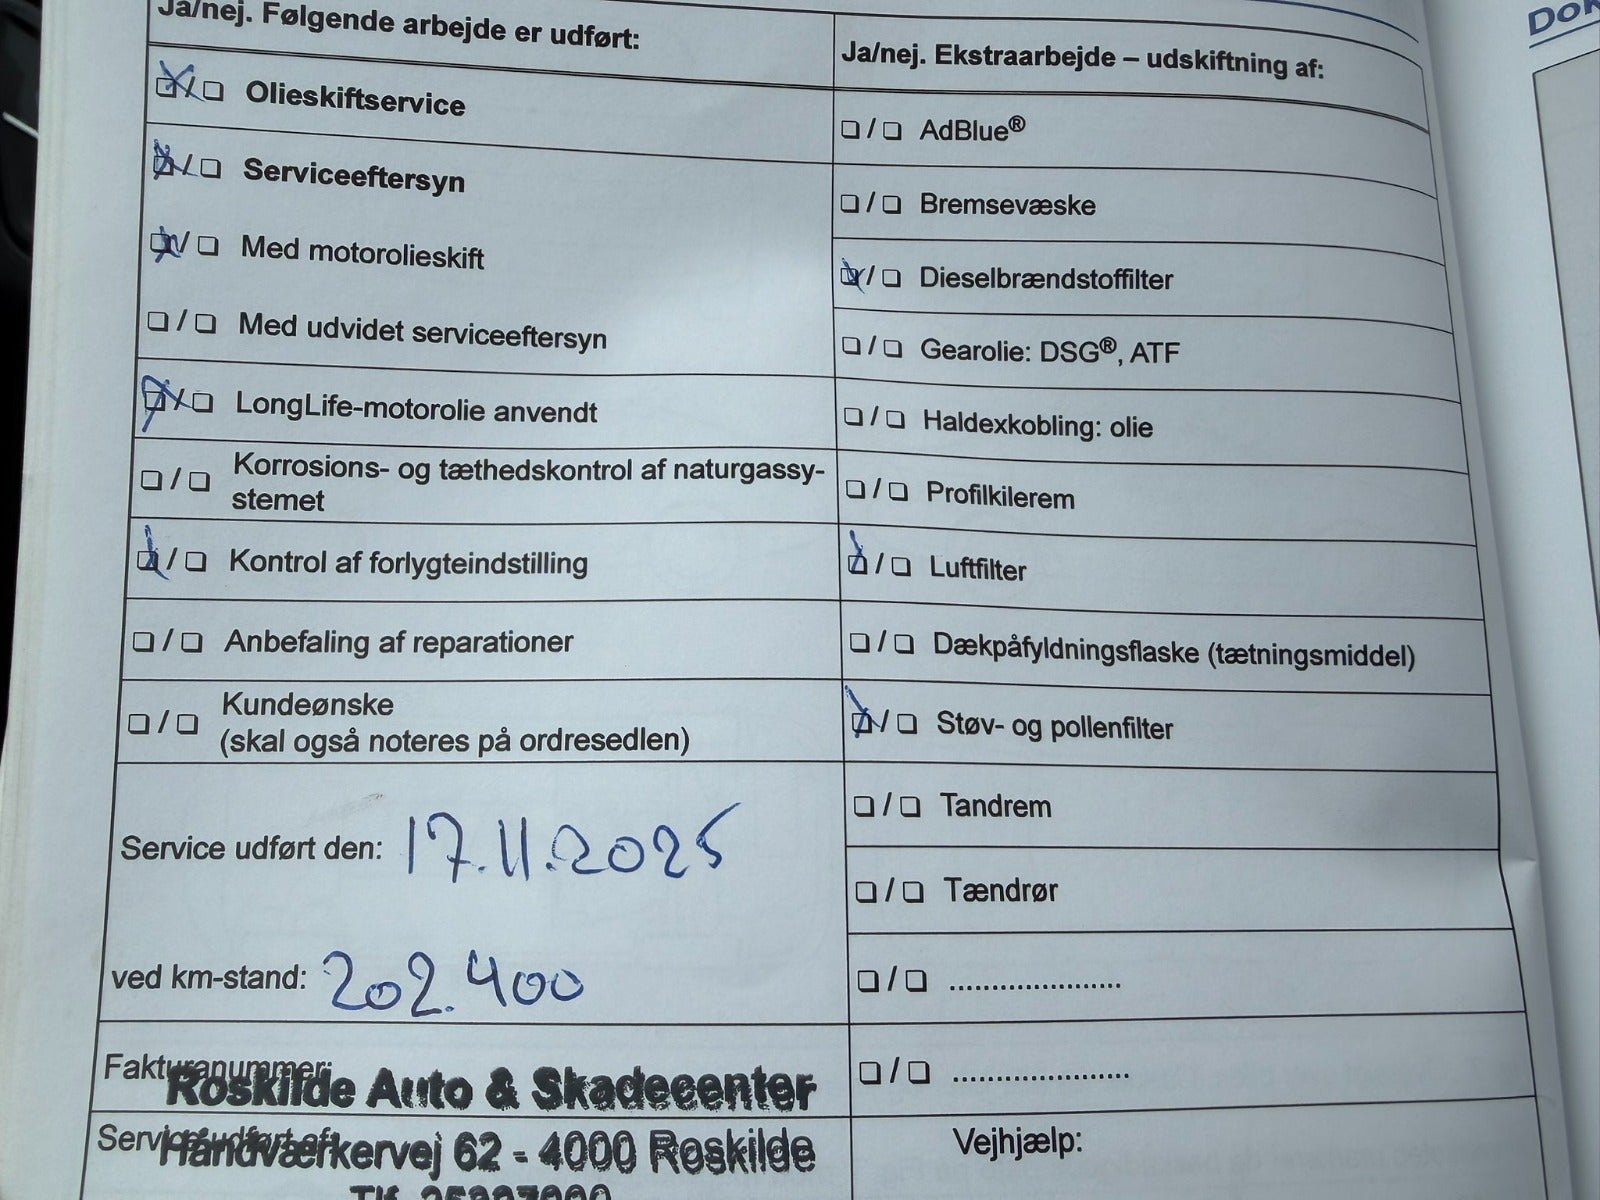 Ja/nej. Følgende arbejde er udført:
☒/☐ Olieskiftservice
☒/☐ Serviceeftersyn
☒/☐ Med motorolieskift
☐/☐ Med udvidet serviceeftersyn
☒/☐ LongLife-motorolie anvendt
☐/☐ Korrosions- og tæthedskontrol af naturgassy-
stemet
☒/☐ Kontrol af forlygteindstilling
☐/☐ Anbefaling af reparationer
☐/☐ Kundeønske
(skal også noteres på ordresedlen)
Service udført den: 17.11.2025
ved km-stand: 202.400
Fakturanummer:
Roskilde Auto & Skadecenter
Service udført af:
Håndværkervej 62 - 4000 Roskilde
Tlf.
Ja/nej. Ekstraarbejde – udskiftning af:
☐/☐ AdBlue®
☐/☐ Bremsevæske
☒/☐ Dieselbrændstoffilter
☐/☐ Gearolie: DSG®, ATF
☐/☐ Haldexkobling: olie
☐/☐ Profilkilerem
☒/☐ Luftfilter
☐/☐ Dækpåfyldningsflaske (tætningsmiddel)
☒/☐ Støv- og pollenfilter
☐/☐ Tandrem
☐/☐ Tændrør
☐/☐ .....................
☐/☐ .....................
Vejhjælp: